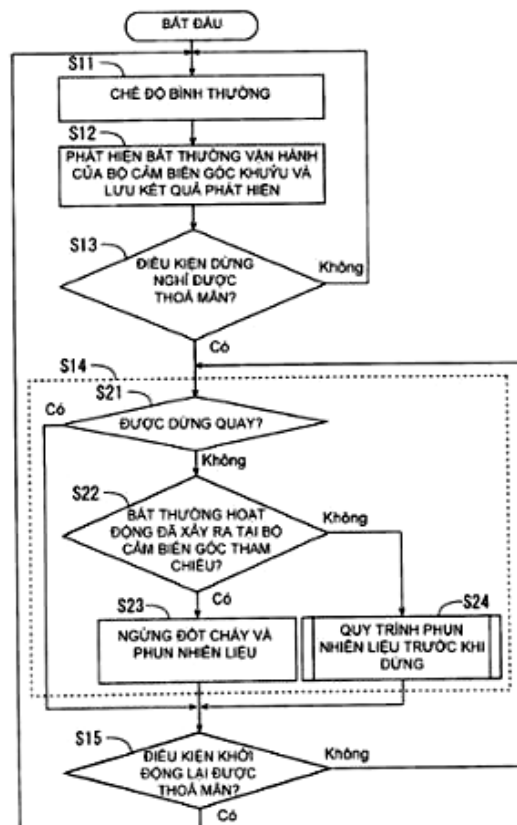 BẮT ĐẦU
S11
CHẾ ĐỘ BÌNH THƯỜNG
S12
PHÁT HIỆN BẤT THƯỜNG VẬN HÀNH
CỦA BỘ CẢM BIẾN GÓC KHUỶU VÀ
LƯU KẾT QUẢ PHÁT HIỆN
S13
ĐIỀU KIỆN DỪNG
NGHỈ ĐƯỢC
THOẢ MÃN?
Không
Có
S14
S21
Có
ĐƯỢC DỪNG QUAY?
Không
S22
BẤT THƯỜNG HOẠT
ĐỘNG ĐÃ XẢY RA TẠI BỘ
CẢM BIẾN GÓC THAM
CHIẾU?
Không
Có
S23
NGỪNG ĐỐT CHÁY VÀ
PHUN NHIÊN LIỆU
S24
QUY TRÌNH PHUN
NHIÊN LIỆU TRƯỚC KHI
DỪNG
S15
ĐIỀU KIỆN KHỞI
ĐỘNG LẠI ĐƯỢC
THOẢ MÃN?
Không
Có